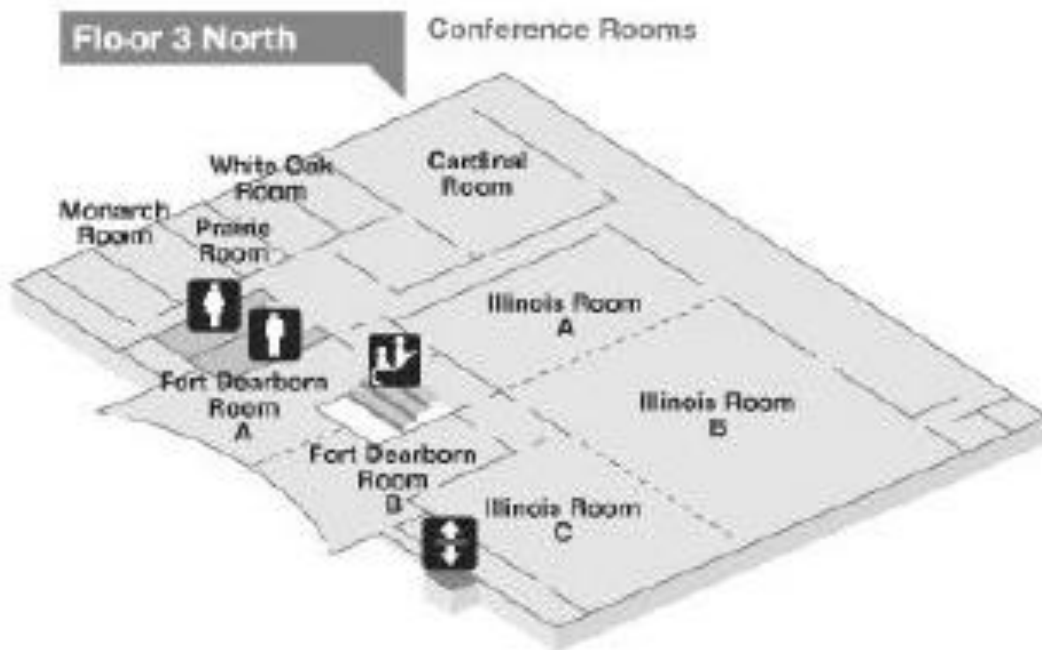 Floor 3 North
Conference Rooms
White Oak
Room
Cardinal
Room
Monarch
Room
Prairie
Room
Illinois Room
A
Fort Dearborn
Room
A
Illinois Room
B
Fort Dearborn
Room
B
Illinois Room
C